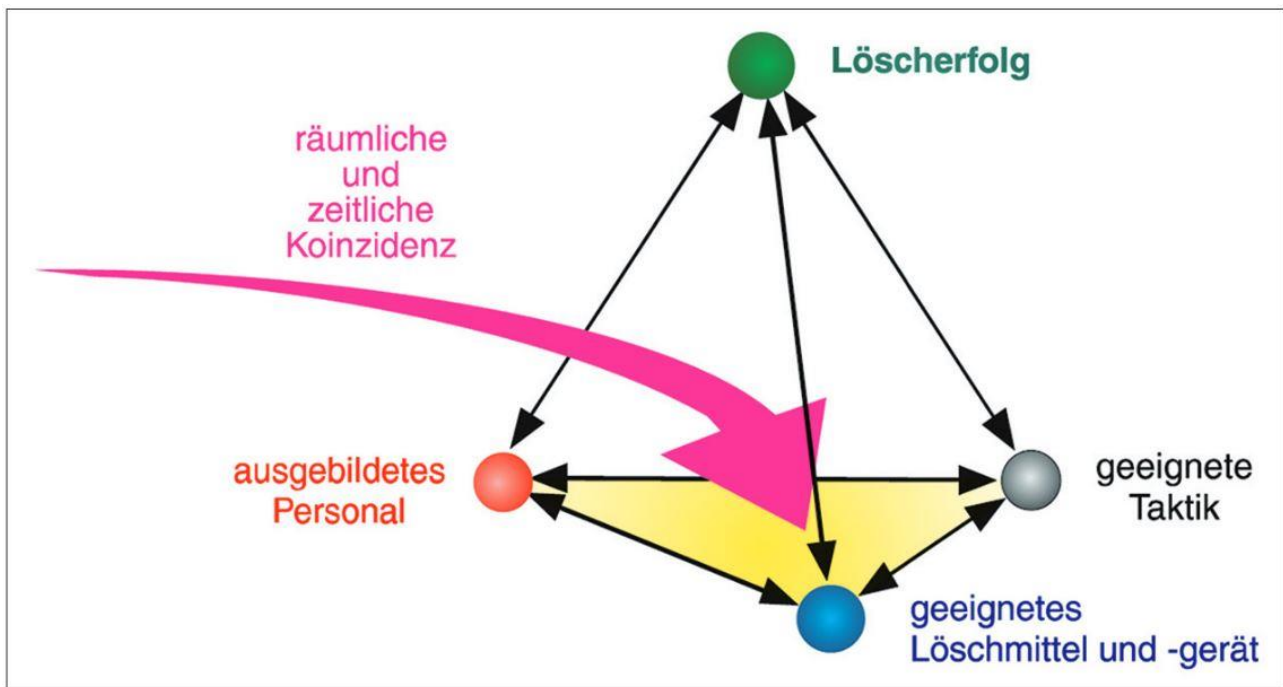 Löscherfolg
räumliche
und
zeitliche
Koinzidenz
ausgebildetes
Personal
geeignete
Taktik
geeignetes
Löschmittel und -gerät